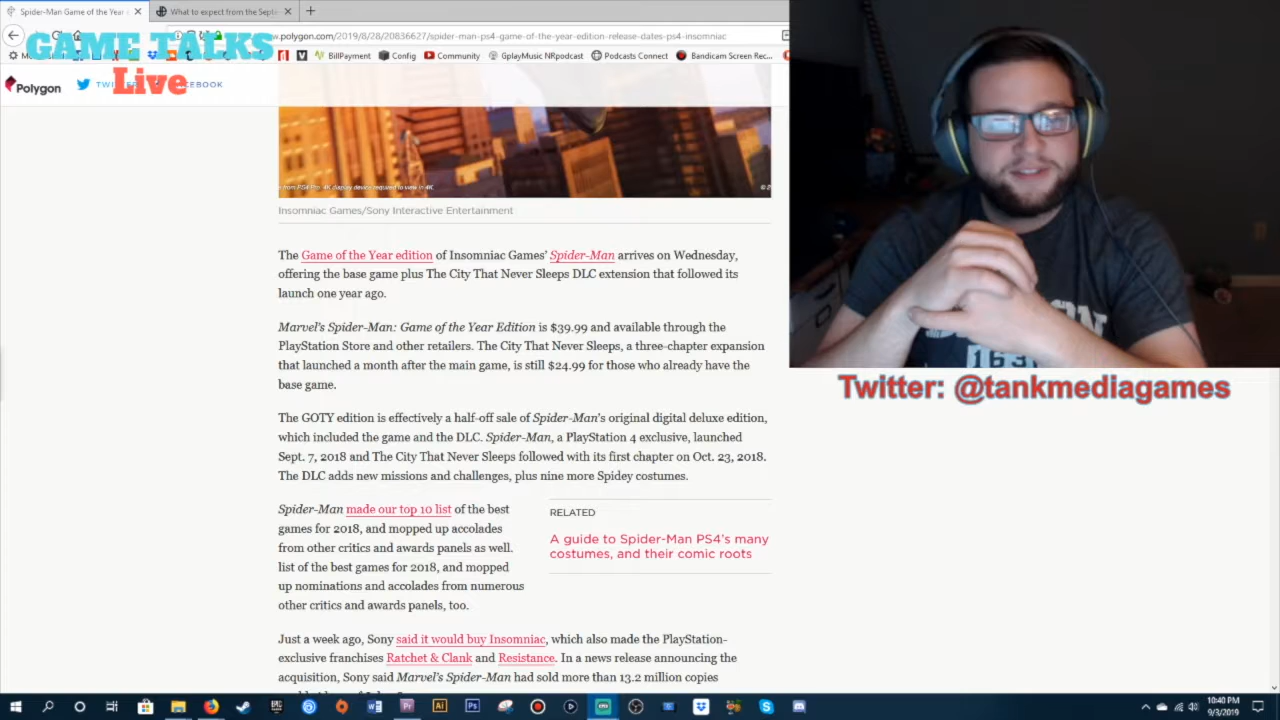 Spider-Man Game of the Year
What to expect from the Septe
GAME TALKS
Live
.polygon.com/2019/8/28/20836627/spider-man-ps4-game-of-the-year-edition-release-dates-ps4-insomniac
BillPayment
Config
Community
GplayMusic NRpodcast
Podcasts Connect
Bandicam Screen Rec...
Polygon
from PS4 Pro. 4K display device required to view in 4K
Insomniac Games/Sony Interactive Entertainment
The Game of the Year edition of Insomniac Games' Spider-Man arrives on Wednesday,
offering the base game plus The City That Never Sleeps DLC extension that followed its
launch one year ago.
Marvel's Spider-Man: Game of the Year Edition is $39.99 and available through the
PlayStation Store and other retailers. The City That Never Sleeps, a three-chapter expansion
that launched a month after the main game, is still $24.99 for those who already have the
base game.
The GOTY edition is effectively a half-off sale of Spider-Man's original digital deluxe edition,
which included the game and the DLC. Spider-Man, a PlayStation 4 exclusive, launched
Sept. 7, 2018 and The City That Never Sleeps followed with its first chapter on Oct. 23, 2018.
The DLC adds new missions and challenges, plus nine more Spidey costumes.
Spider-Man made our top 10 list of the best
games for 2018, and mopped up accolades
from other critics and awards panels as well.
list of the best games for 2018, and mopped
up nominations and accolades from numerous
other critics and awards panels, too.
RELATED
A guide to Spider-Man PS4's many
costumes, and their comic roots
Just a week ago, Sony said it would buy Insomniac, which also made the PlayStation-
exclusive franchises Ratchet & Clank and Resistance. In a news release announcing the
acquisition, Sony said Marvel's Spider-Man had sold more than 13.2 million copies
Twitter: @tankmediagames
10:40 PM
9/3/2019